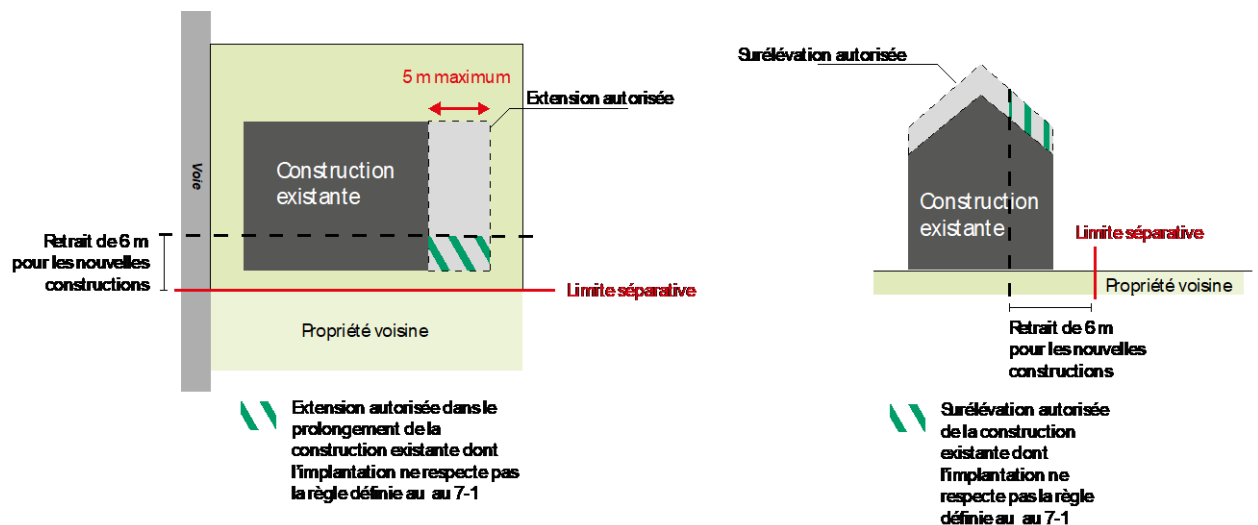 5 m maximum
Extension autorisée
Construction
existante
Voie
Retrait de 6 m
pour les nouvelles
constructions
Limite séparative
Propriété voisine
Extension autorisée dans le
prolongement de la
construction existante dont
l'implantation ne respecte pas
la règle définie au au 7-1
Surélévation autorisée
Construction
existante
Limite séparative
Propriété voisine
Retrait de 6 m
pour les nouvelles
constructions
Surélévation autorisée
de la construction
existante dont
l'implantation ne
respecte pas la règle
définie au au 7-1